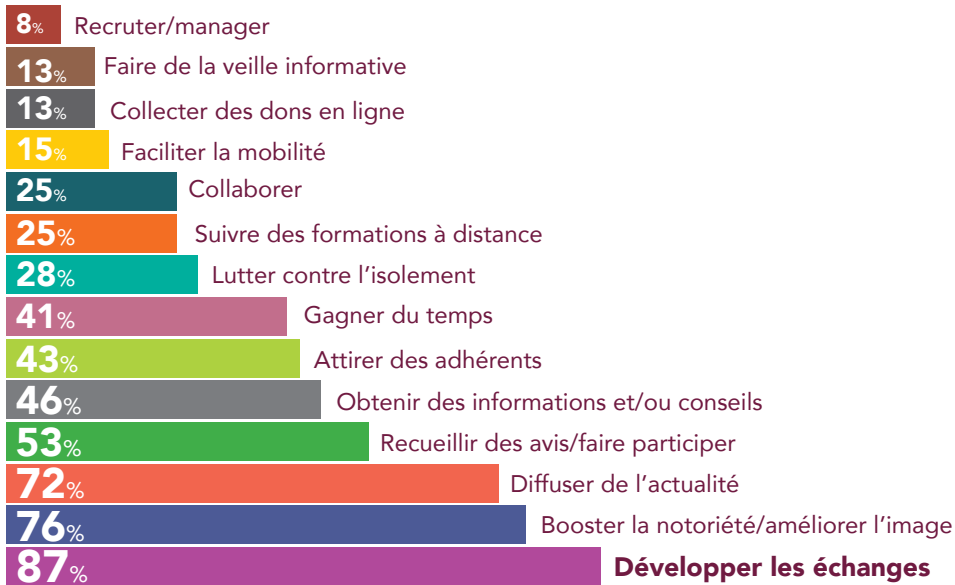 8% Recruter/manager
13% Faire de la veille informative
13% Collecter des dons en ligne
15% Faciliter la mobilité
25% Collaborer
25% Suivre des formations à distance
28% Lutter contre l'isolement
41% Gagner du temps
43% Attirer des adhérents
46% Obtenir des informations et/ou conseils
53% Recueillir des avis/faire participer
72% Diffuser de l'actualité
76% Booster la notoriété/améliorer l'image
87% Développer les échanges